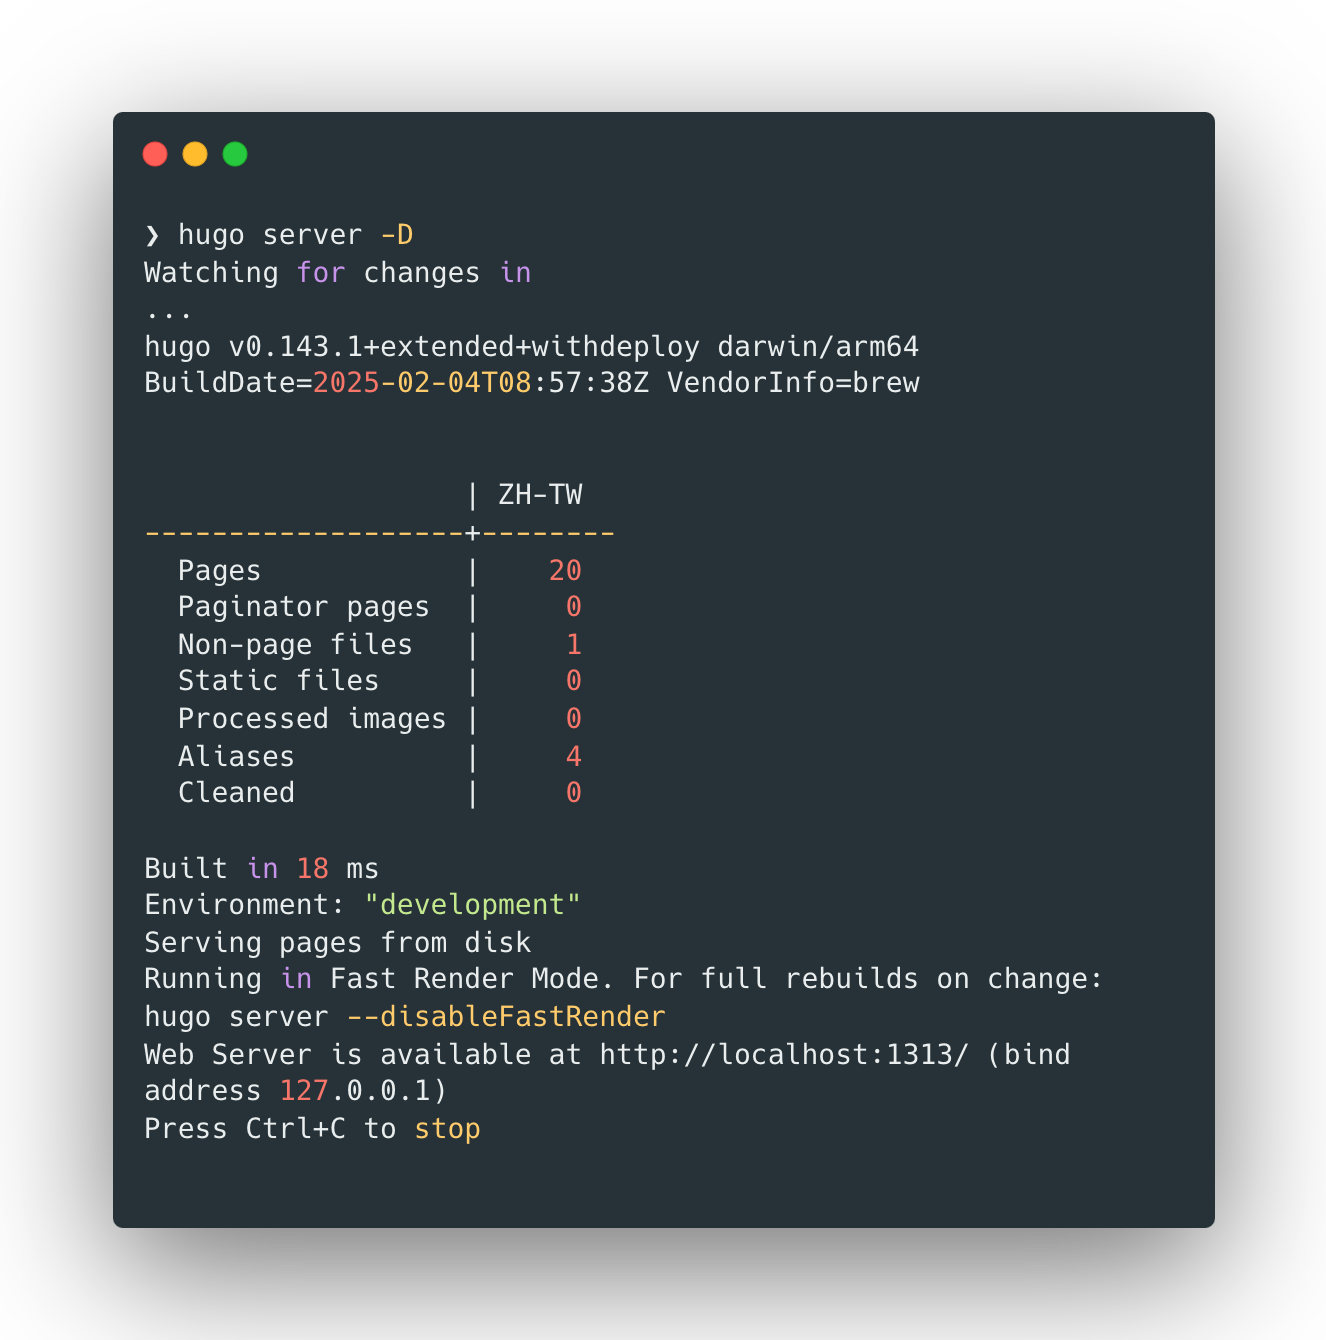 ❯ hugo server -D
Watching for changes in
...
hugo v0.143.1+extended+withdeploy darwin/arm64
BuildDate=2025-02-04T08:57:38Z VendorInfo=brew
                   | ZH-TW
-------------------+--------
  Pages            |    20
  Paginator pages  |     0
  Non-page files   |     1
  Static files     |     0
  Processed images |     0
  Aliases          |     4
  Cleaned          |     0
Built in 18 ms
Environment: "development"
Serving pages from disk
Running in Fast Render Mode. For full rebuilds on change:
hugo server --disableFastRender
Web Server is available at http://localhost:1313/ (bind
address 127.0.0.1)
Press Ctrl+C to stop